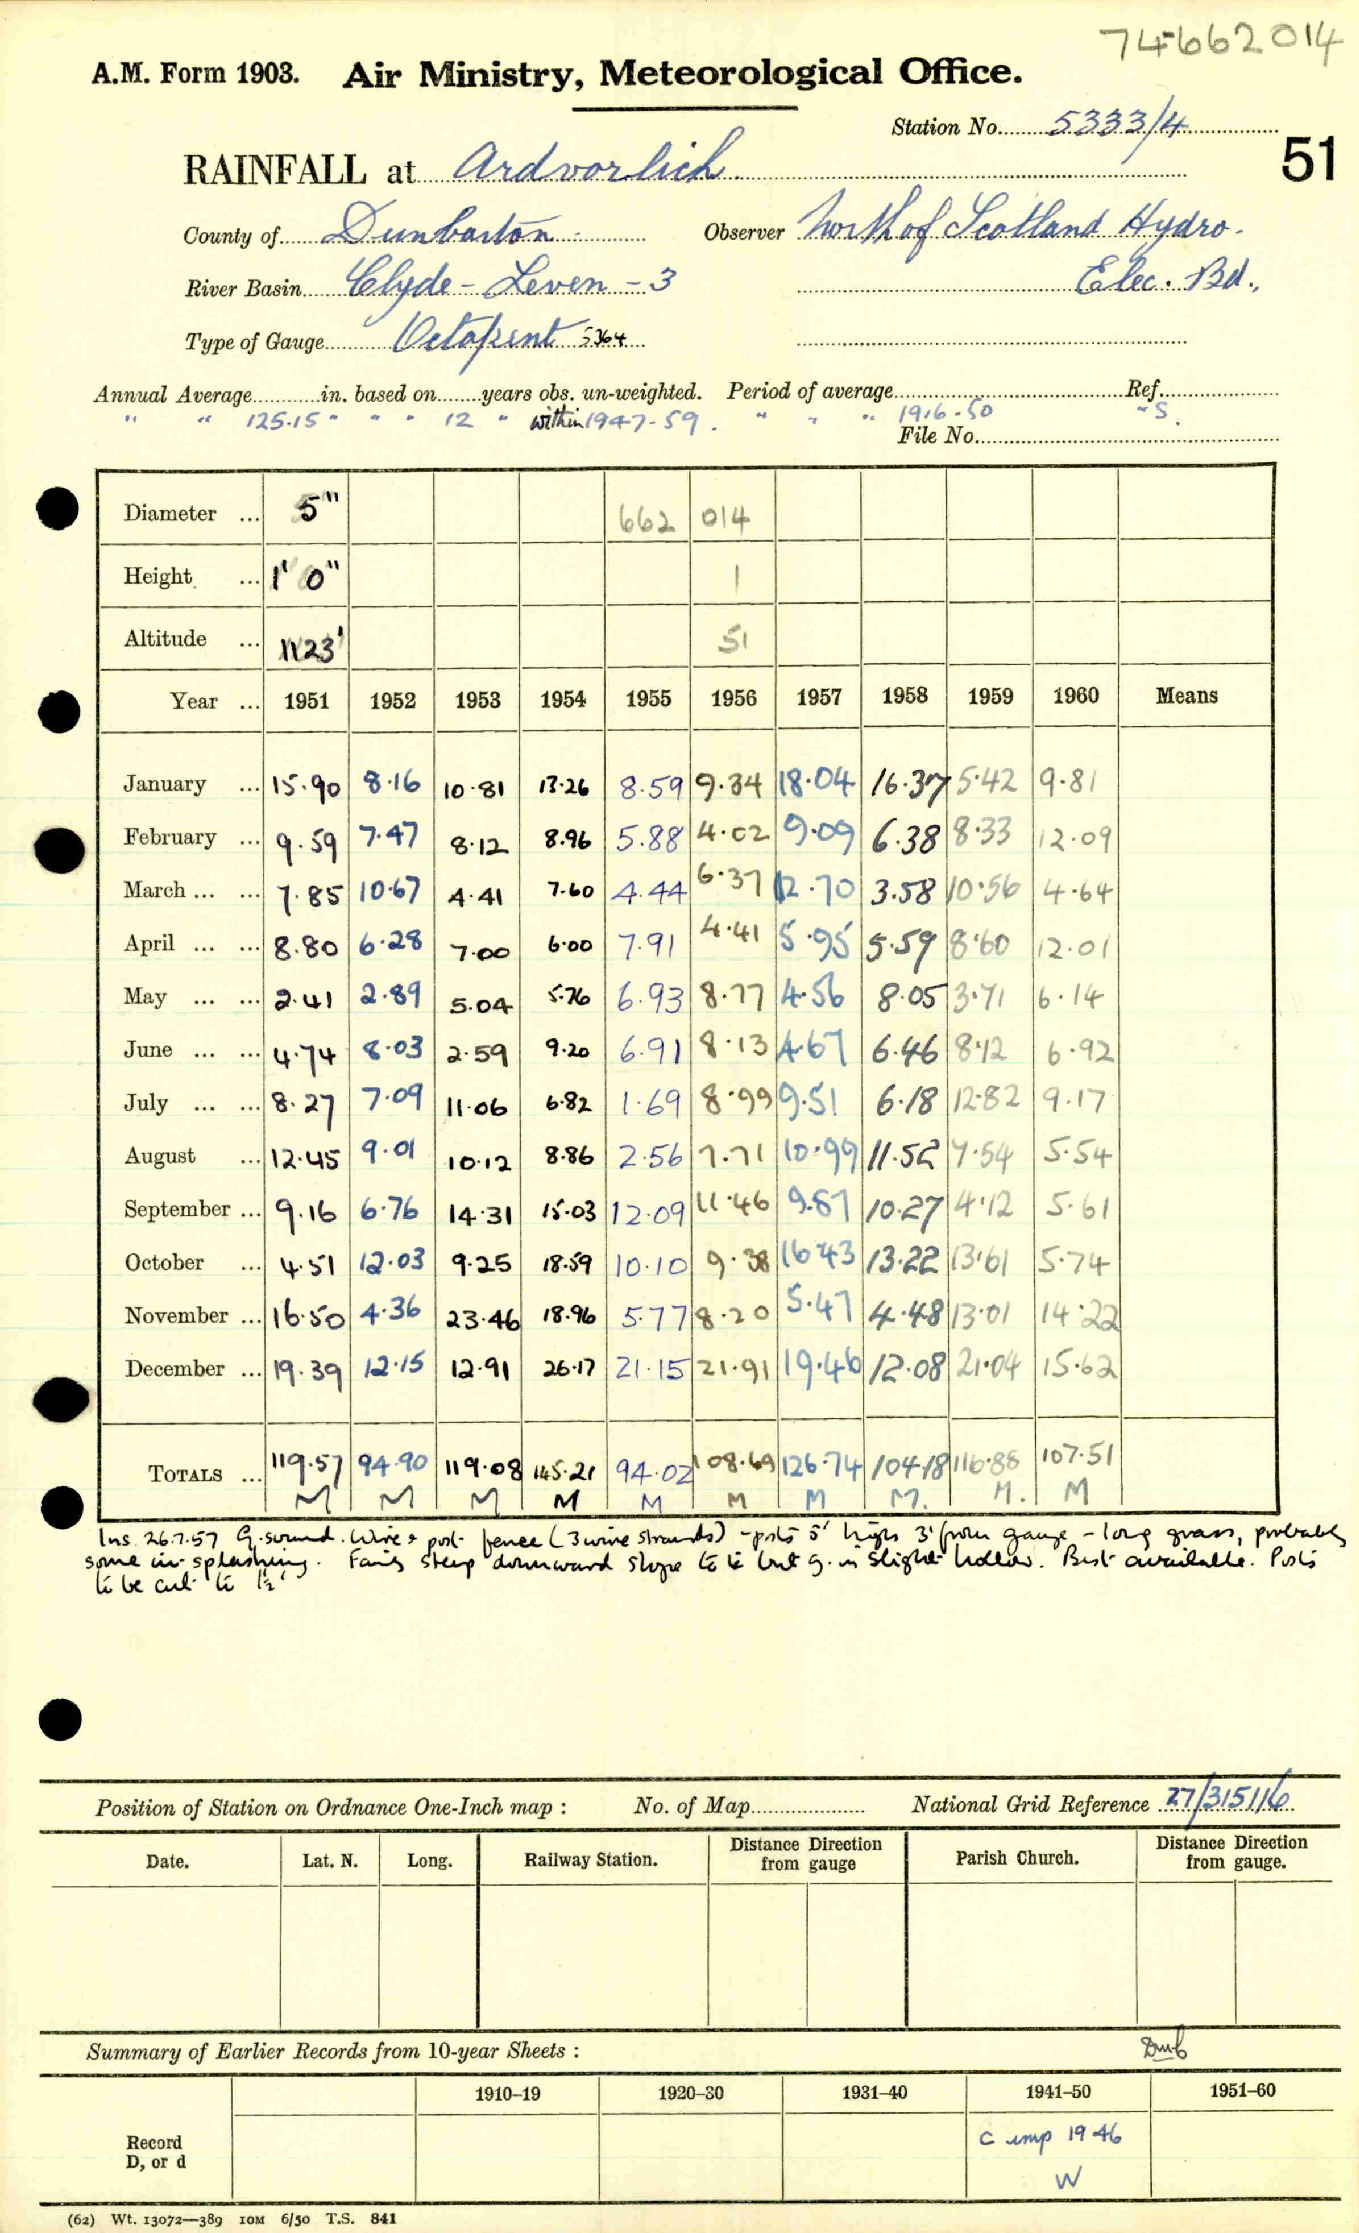 74662014
A.M. Form 1903. Air Ministry, Meteorological Office.
Station No. 5333/4
51
RAINFALL at Ardvorlich
County of Dunbarton Observer North of Scotland Hydro.
River Basin Clyde - Leven - 3 Elec. Bd.,
Type of Gauge Octapent 5364
Annual Average in. based on years obs. un-weighted. Period of average Ref.
" " 125.15 " " " 12 " within 1947-59. " " " 1916-50 "S.
File No.
Diameter ... 5" 662 014
Height ... 1' 0" 1
Altitude ... 1123' 51
Year ... 1951 1952 1953 1954 1955 1956 1957 1958 1959 1960 Means
January ... 15.90 8.16 10.81 13.26 8.59 9.34 18.04 16.37 5.42 9.81
February ... 9.59 7.47 8.12 8.96 5.88 4.02 9.09 6.38 8.33 12.09
March ... ... 7.85 10.67 4.41 7.60 4.44 6.37 12.70 3.58 10.56 4.64
April ... ... 8.80 6.28 7.00 6.00 7.91 4.41 5.95 5.59 8.60 12.01
May ... ... 2.41 2.89 5.04 5.76 6.93 8.77 4.56 8.05 3.71 6.14
June ... ... 4.74 8.03 2.59 9.20 6.91 8.13 4.67 6.46 8.12 6.92
July ... ... 8.27 7.09 11.06 6.82 1.69 8.99 9.51 6.18 12.82 9.17
August ... 12.45 9.01 10.12 8.86 2.56 7.71 10.99 11.52 7.54 5.54
September ... 9.16 6.76 14.31 15.03 12.09 11.46 9.87 10.27 4.12 5.61
October ... 4.51 12.03 9.25 18.59 10.10 9.38 16.43 13.22 13.61 5.74
November ... 16.50 4.36 23.46 18.96 5.77 8.20 5.47 4.48 13.01 14.22
December ... 19.39 12.15 12.91 26.17 21.15 21.91 19.46 12.08 21.04 15.62
TOTALS ... 119.57 94.90 119.08 145.21 94.02 108.69 126.74 104.18 116.88 107.51
M M M M M M M M. M. M
Ins. 26.7.57 G. sound. Wire & post fence (3 wire strands) - posts 5' high 3' from gauge - long grass, probably
some in-splashing. Fairly steep downward slope to but g. in slight hollow. Best available. Posts
to be cut to 1½'
Position of Station on Ordnance One-Inch map : No. of Map National Grid Reference 27/315116
Date. Lat. N. Long. Railway Station. Distance from gauge Direction Parish Church. Distance from gauge. Direction
Summary of Earlier Records from 10-year Sheets : Dmb
1910-19 1920-30 1931-40 1941-50 1951-60
Record
D, or d
C 1946
W
(62) Wt. 13072—389 10M 6/50 T.S. 841